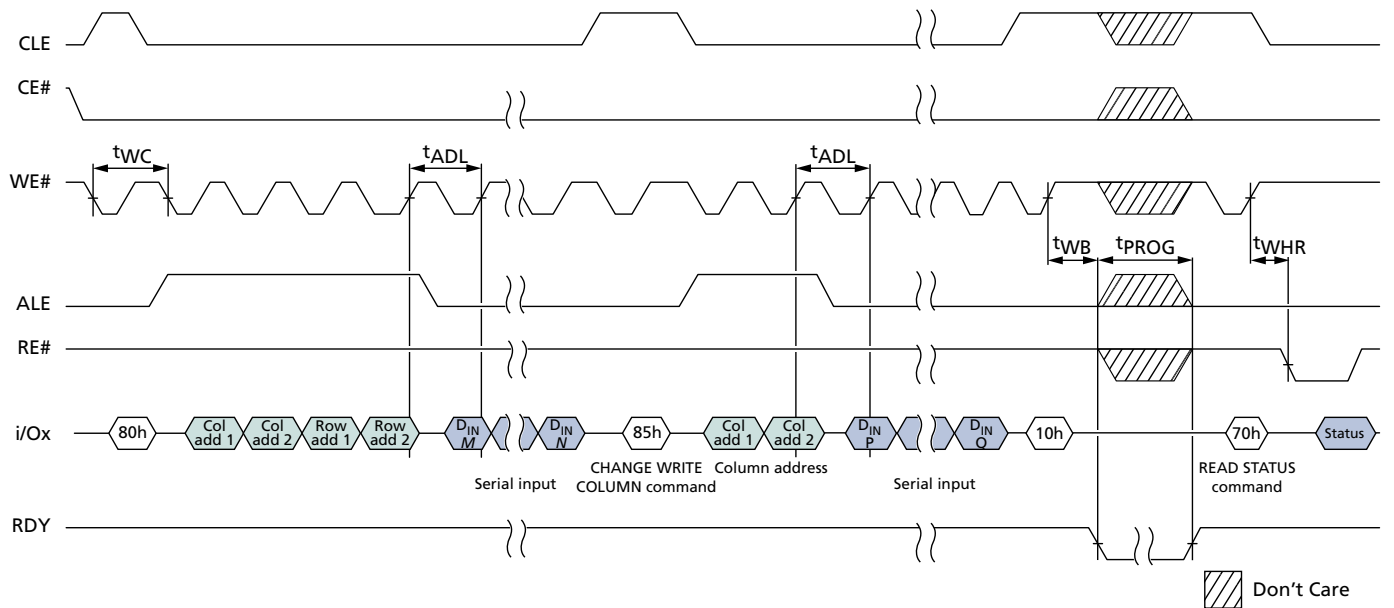 CLE
CE#
tWC
tADL
tADL
WE#
tWB
tPROG
tWHR
ALE
RE#
i/Ox
80h
Col add 1
Col add 2
Row add 1
Row add 2
DIN M
DIN N
85h
Col add 1
Col add 2
DIN P
DIN Q
10h
70h
Status
CHANGE WRITE
COLUMN command
Column address
READ STATUS
command
Serial input
Serial input
RDY
Don't Care